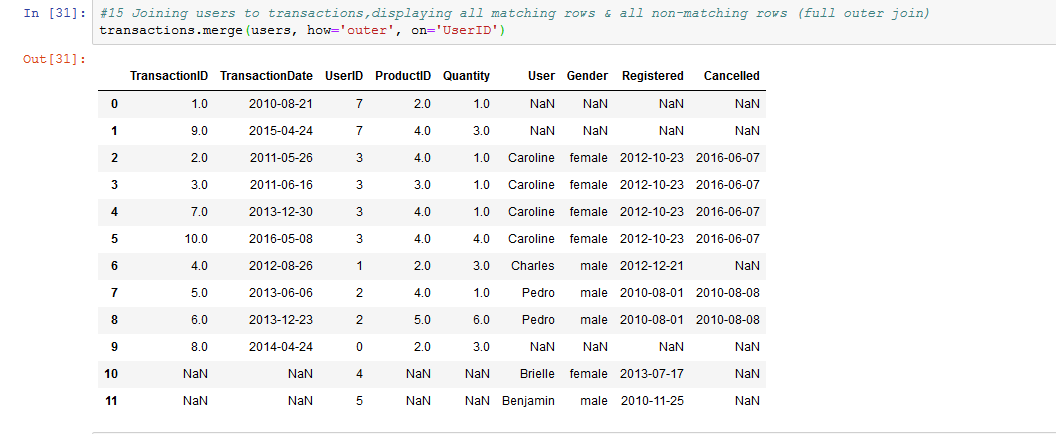 In [31]: #15 Joining users to transactions,displaying all matching rows & all non-matching rows (full outer join)
transactions.merge(users, how='outer', on='UserID')
Out[31]:
TransactionID TransactionDate UserID ProductID Quantity User Gender Registered Cancelled
0 1.0 2010-08-21 7 2.0 1.0 NaN NaN NaN NaN
1 9.0 2015-04-24 7 4.0 3.0 NaN NaN NaN NaN
2 2.0 2011-05-26 3 4.0 1.0 Caroline female 2012-10-23 2016-06-07
3 3.0 2011-06-16 3 3.0 1.0 Caroline female 2012-10-23 2016-06-07
4 7.0 2013-12-30 3 4.0 1.0 Caroline female 2012-10-23 2016-06-07
5 10.0 2016-05-08 3 4.0 4.0 Caroline female 2012-10-23 2016-06-07
6 4.0 2012-08-26 1 2.0 3.0 Charles male 2012-12-21 NaN
7 5.0 2013-06-06 2 4.0 1.0 Pedro male 2010-08-01 2010-08-08
8 6.0 2013-12-23 2 5.0 6.0 Pedro male 2010-08-01 2010-08-08
9 8.0 2014-04-24 0 2.0 3.0 NaN NaN NaN NaN
10 NaN NaN 4 NaN NaN Brielle female 2013-07-17 NaN
11 NaN NaN 5 NaN NaN Benjamin male 2010-11-25 NaN